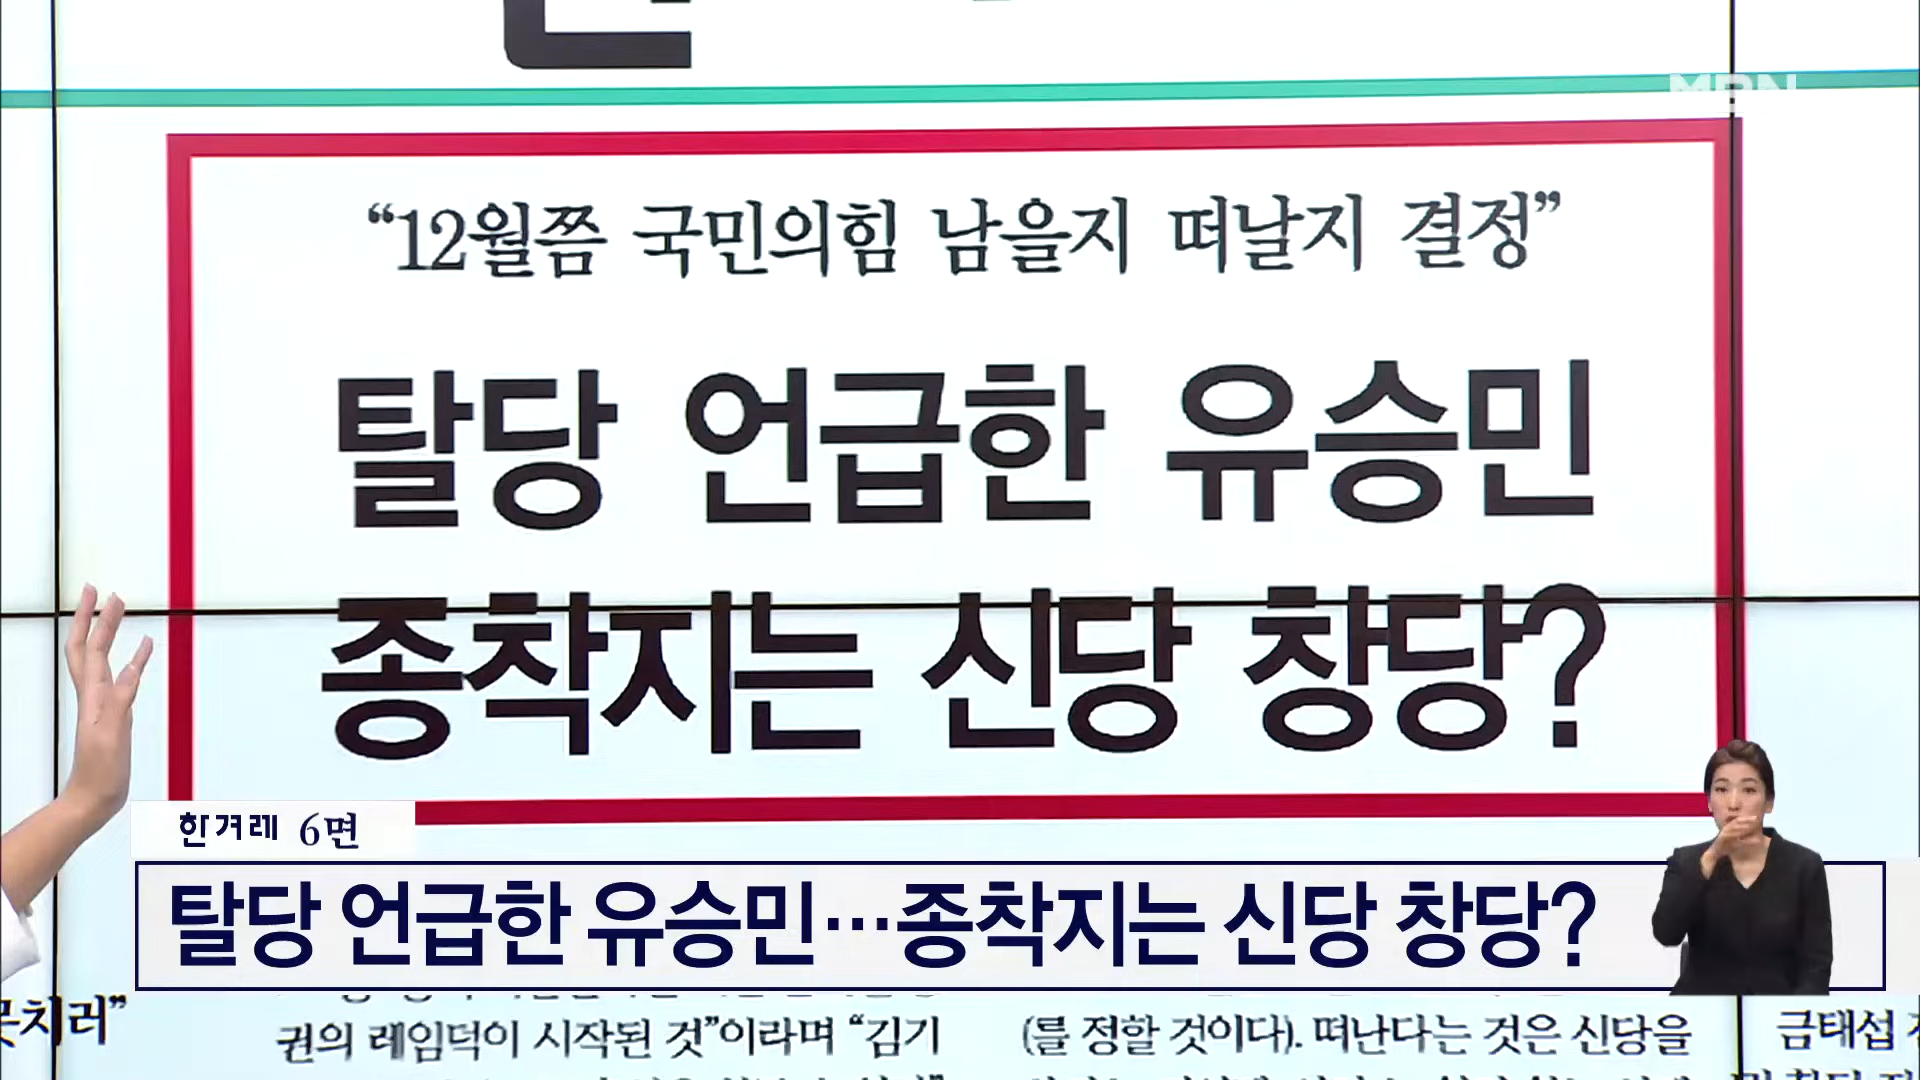 MBN
“12월쯤 국민의힘 남을지 떠날지 결정”
탈당 언급한 유승민
종착지는 신당 창당?
한겨레 6면
탈당 언급한 유승민…종착지는 신당 창당?
권의 레임덕이 시작된 것”이라며 “김기
(를 정할 것이다). 떠난다는 것은 신당을
금태섭